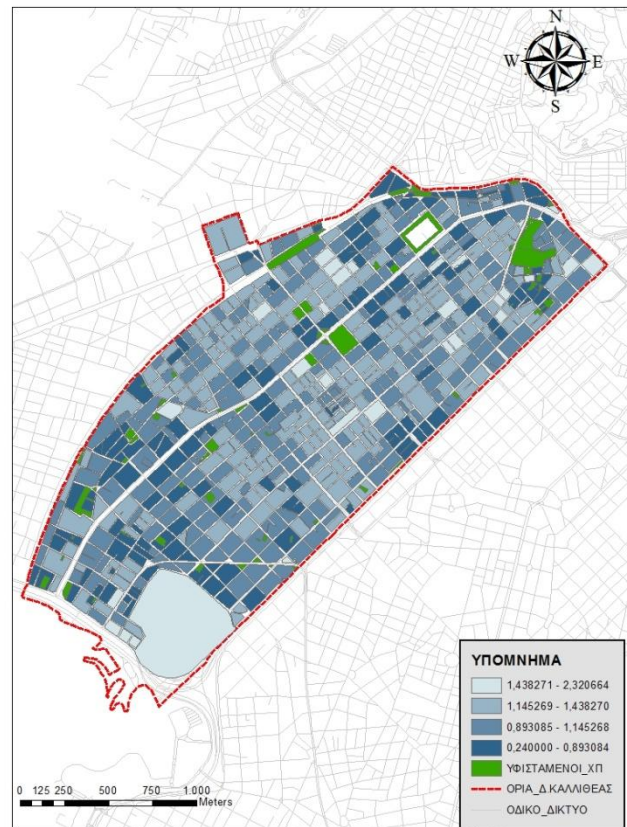 N
W E
S
ΥΠΟΜΝΗΜΑ
1,438271 - 2,320664
1,145269 - 1,438270
0,893085 - 1,145268
0,240000 - 0,893084
ΥΦΙΣΤΑΜΕΝΟΙ_ΧΠ
ΟΡΙΑ_Δ.ΚΑΛΛΙΘΕΑΣ
ΟΔΙΚΟ_ΔΙΚΤΥΟ
0 125 250 500 750 1.000
Meters